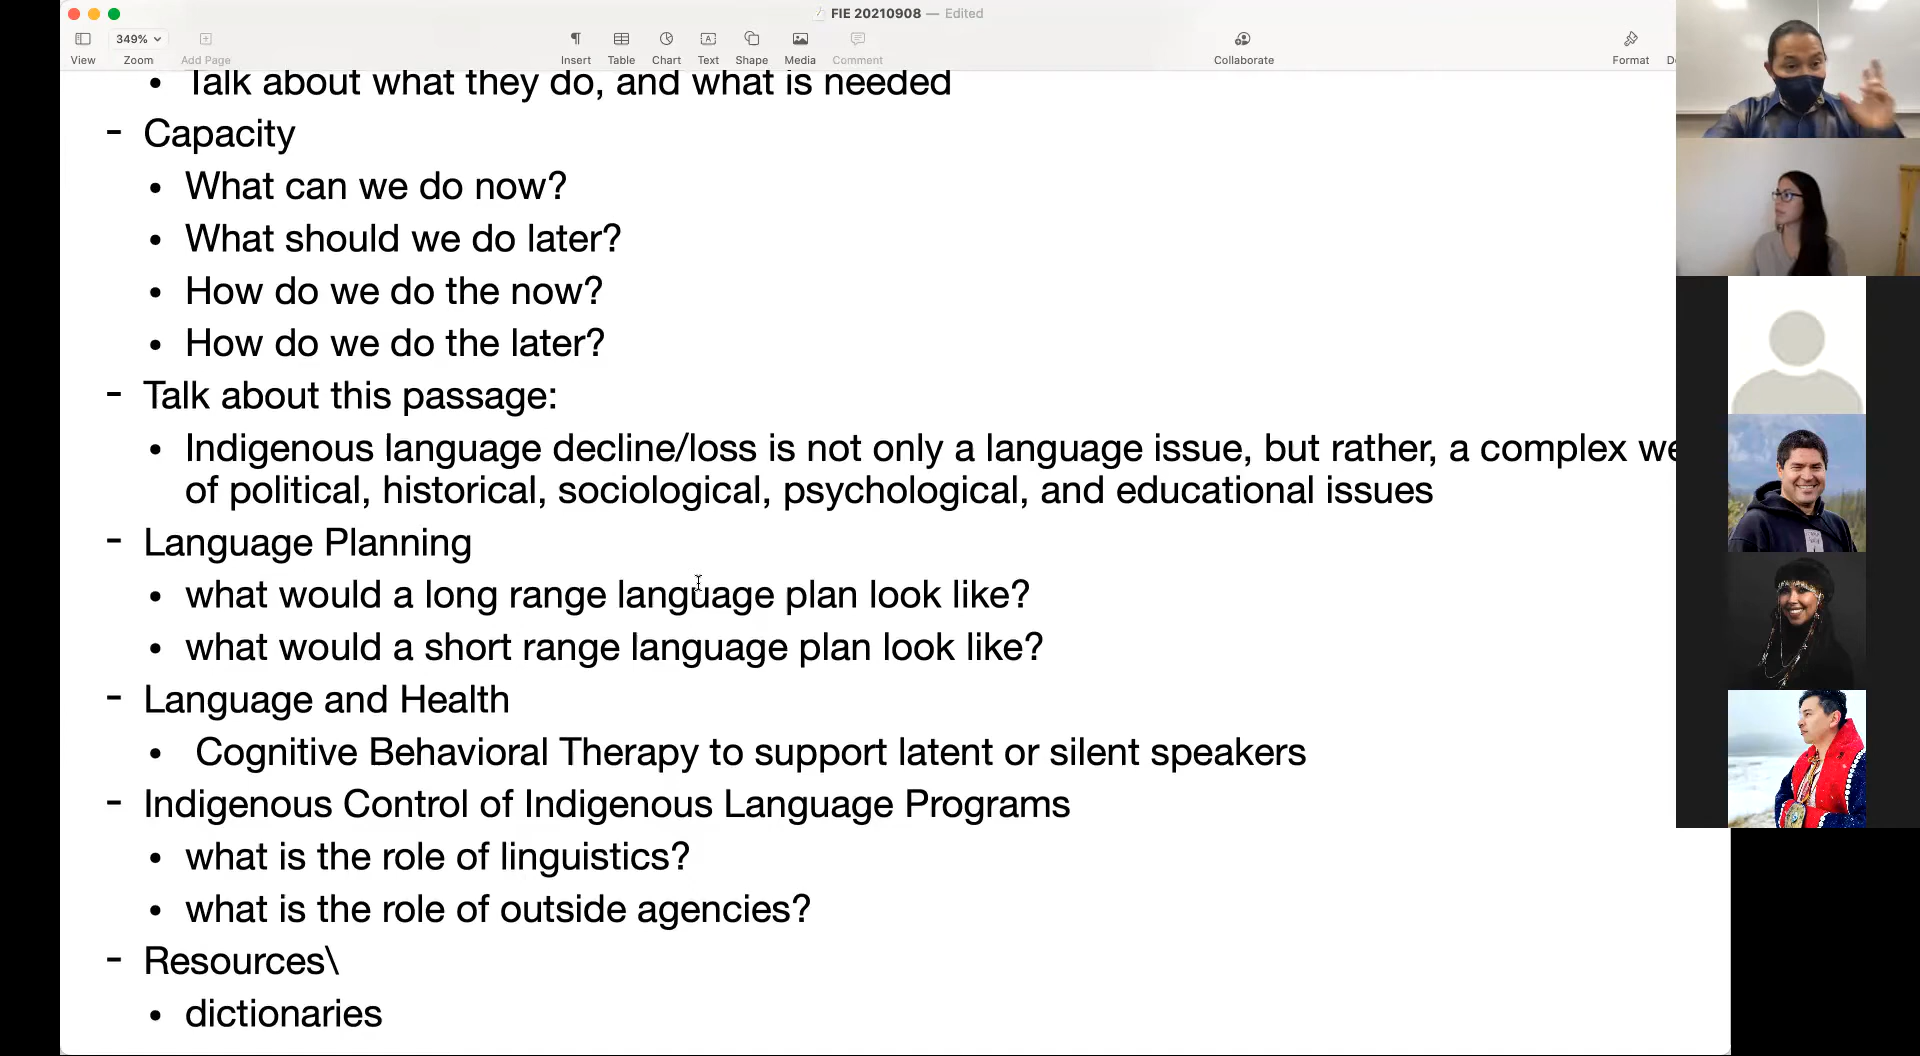 FIE 20210908 — Edited
349%
View
Zoom
Add Page
Insert
Table
Chart
Text
Shape
Media
Comment
Collaborate
Format
• Talk about what they do, and what is needed
- Capacity
• What can we do now?
• What should we do later?
• How do we do the now?
• How do we do the later?
- Talk about this passage:
• Indigenous language decline/loss is not only a language issue, but rather, a complex
of political, historical, sociological, psychological, and educational issues
- Language Planning
• what would a long range language plan look like?
• what would a short range language plan look like?
- Language and Health
• Cognitive Behavioral Therapy to support latent or silent speakers
- Indigenous Control of Indigenous Language Programs
• what is the role of linguistics?
• what is the role of outside agencies?
- Resources\
• dictionaries